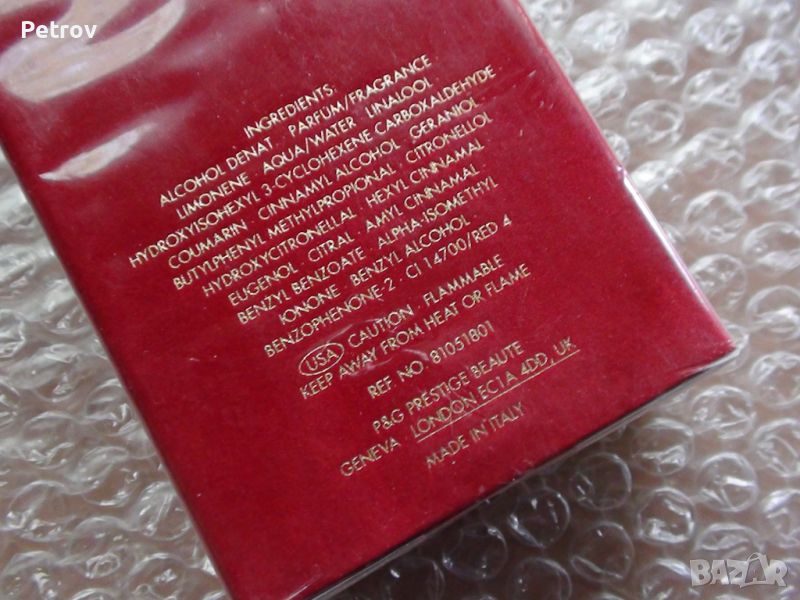 Petrov
INGREDIENTS:
ALCOHOL DENAT. PARFUM/FRAGRANCE
LIMONENE AQUA/WATER LINALOOL
HYDROXYISOHEXYL 3-CYCLOHEXENE CARBOXALDEHYDE
COUMARIN CINNAMYL ALCOHOL GERANIOL
BUTYLPHENYL METHYLPROPIONAL CITRONELLOL
HYDROXYCITRONELLAL HEXYL CINNAMAL
EUGENOL CITRAL AMYL CINNAMAL
BENZYL BENZOATE ALPHA-ISOMETHYL
IONONE BENZYL ALCOHOL
BENZOPHENONE-2 · CI 14700/RED 4
USA CAUTION : FLAMMABLE
KEEP AWAY FROM HEAT OR FLAME
REF NO. 81051801
P&G PRESTIGE BEAUTE
GENEVA LONDON EC1A 4DD, UK
MADE IN ITALY
BAZAR